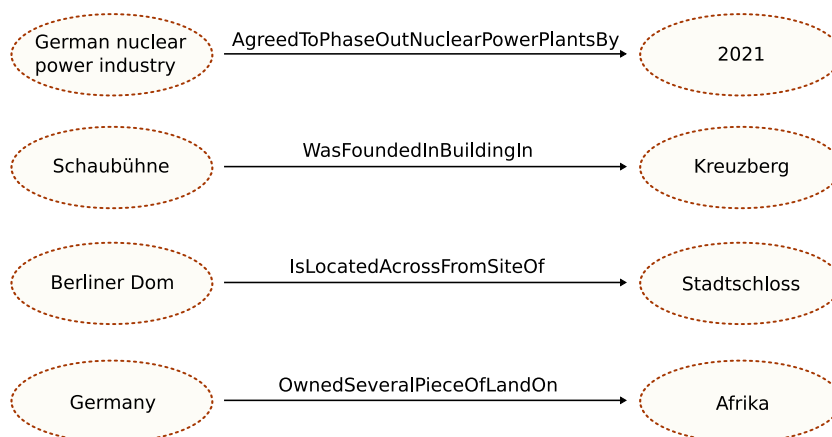 German nuclear
power industry
AgreedToPhaseOutNuclearPowerPlantsBy
2021
Schaubühne
WasFoundedInBuildingIn
Kreuzberg
Berliner Dom
IsLocatedAcrossFromSiteOf
Stadtschloss
Germany
OwnedSeveralPieceOfLandOn
Afrika